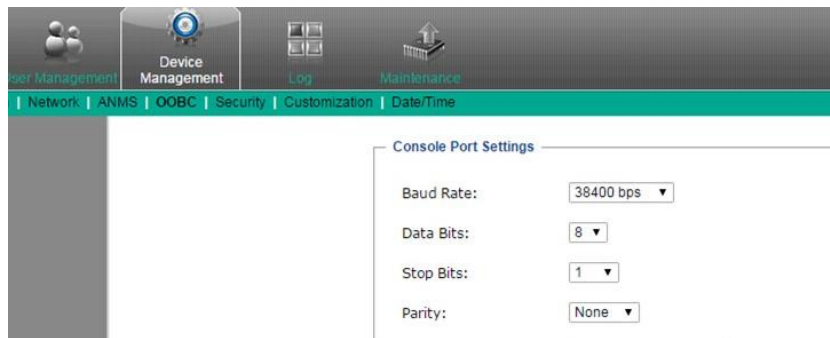 Device
User Management Management Log Maintenance
| Network | ANMS | OOBC | Security | Customization | Date/Time
Console Port Settings
Baud Rate: 38400 bps
Data Bits: 8
Stop Bits: 1
Parity: None